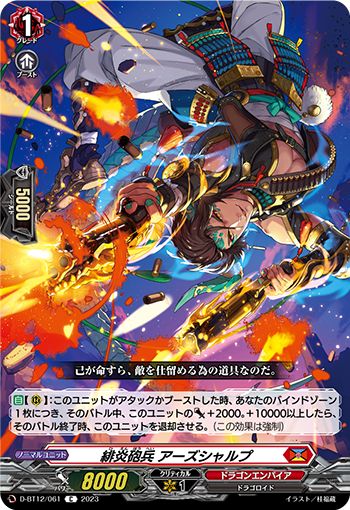 1
グレード
ブースト
シールド
5000
己が命すら、敵を仕留める為の道具なのだ。
自【R】：このユニットがアタックかブーストした時、あなたのバインドゾーン
1枚につき、そのバトル中、このユニットの+2000。+10000以上したら、
そのバトル終了時、このユニットを退却させる。（この効果は強制）
ノーマルユニット
緋炎砲兵 アーズシャルプ
パワー
8000
クリティカル
1
ドラゴンエンパイア
ドラゴロイド
D-BT12/061 C 2023
イラスト／桂福蔵